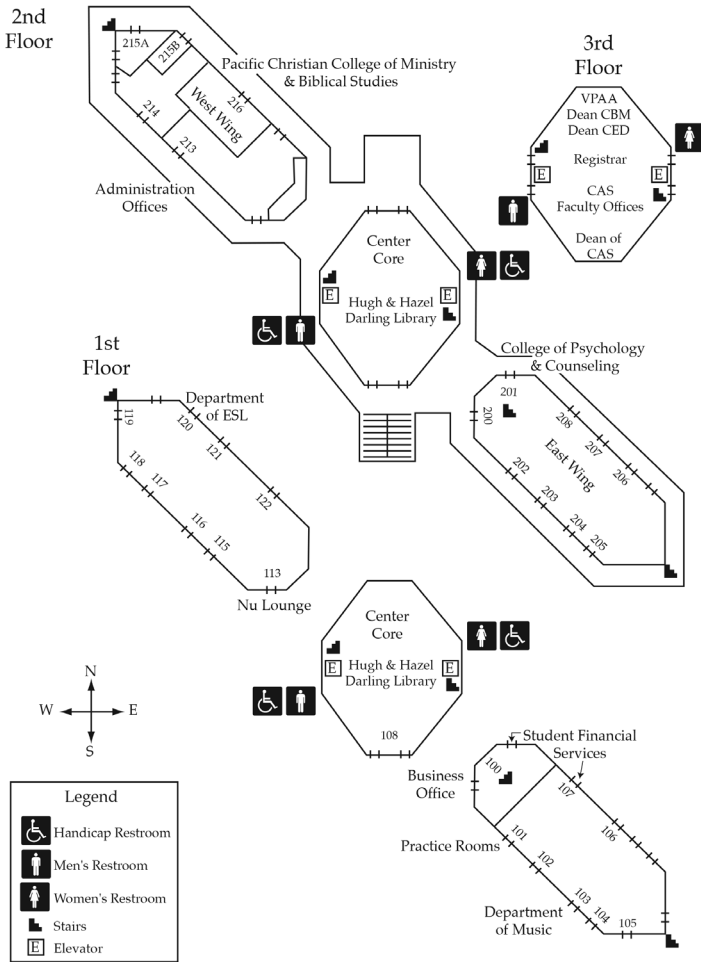 2nd
Floor
215A
215B
Pacific Christian College of Ministry
& Biblical Studies
West Wing
216
214
213
Administration
Offices
3rd
Floor
VPAA
Dean CBM
Dean CED
Registrar
E
E
CAS
Faculty Offices
Dean of
CAS
Center
Core
E
E
Hugh & Hazel
Darling Library
College of Psychology
& Counseling
201
200
208
207
206
East Wing
202
203
204
205
1st
Floor
Department
of ESL
119
120
121
118
117
122
116
115
113
Nu Lounge
Center
Core
E
E
Hugh & Hazel
Darling Library
108
Student Financial
Services
100
Business
Office
107
106
101
Practice Rooms
102
103
104
105
Department
of Music
N
W
E
S
Legend
Handicap Restroom
Men's Restroom
Women's Restroom
Stairs
E
Elevator